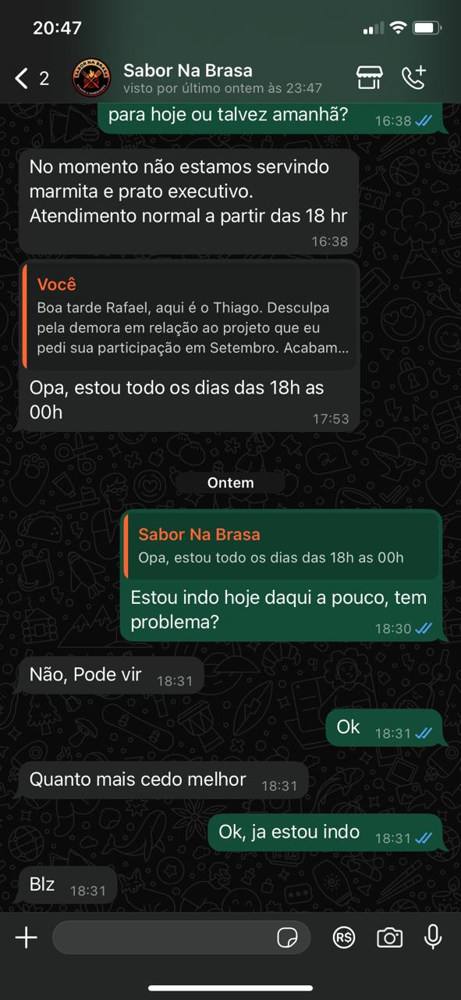 20:47
2
Sabor Na Brasa
visto por último ontem às 23:47
para hoje ou talvez amanhã?
16:38
No momento não estamos servindo
marmita e prato executivo.
Atendimento normal a partir das 18 hr
16:38
Você
Boa tarde Rafael, aqui é o Thiago. Desculpa
pela demora em relação ao projeto que eu
pedi sua participação em Setembro. Acabam...
Opa, estou todo os dias das 18h as
00h
17:53
Ontem
Sabor Na Brasa
Opa, estou todo os dias das 18h as 00h
Estou indo hoje daqui a pouco, tem
problema?
18:30
Não, Pode vir 18:31
Ok 18:31
Quanto mais cedo melhor 18:31
Ok, ja estou indo 18:31
Blz 18:31
R$